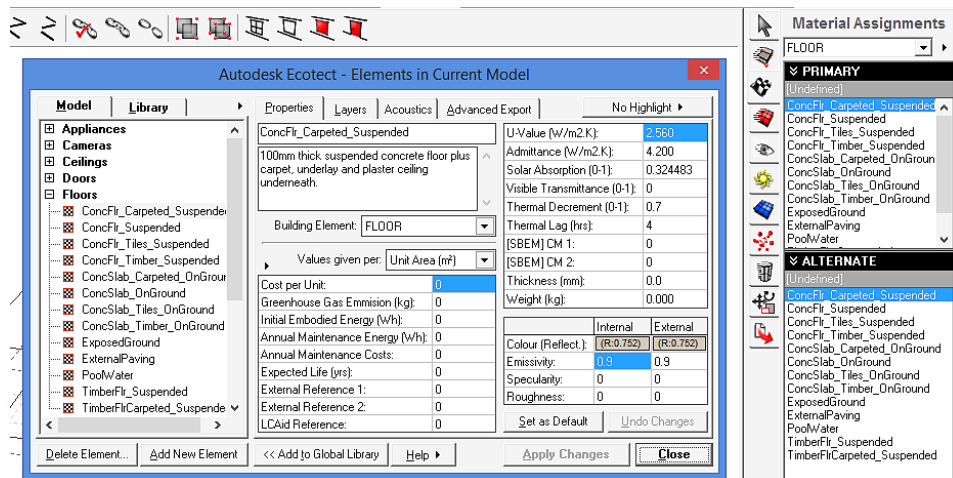 Autodesk Ecotect - Elements in Current Model
Model
Library
Appliances
Cameras
Ceilings
Doors
Floors
ConcFlr_Carpeted_Suspende
ConcFlr_Suspended
ConcFlr_Tiles_Suspended
ConcFlr_Timber_Suspended
ConcSlab_Carpeted_OnGrour
ConcSlab_OnGround
ConcSlab_Tiles_OnGround
ConcSlab_Timber_OnGround
ExposedGround
ExternalPaving
PoolWater
TimberFlr_Suspended
TimberFlrCarpeted_Suspende
Delete Element...
Add New Element
Properties
Layers
Acoustics
Advanced Export
No Highlight
ConcFlr_Carpeted_Suspended
100mm thick suspended concrete floor plus
carpet, underlay and plaster ceiling
underneath.
Building Element: FLOOR
Values given per: Unit Area (m²)
Cost per Unit: 0
Greenhouse Gas Emmision (kg): 0
Initial Embodied Energy (Wh): 0
Annual Maintenance Energy (Wh): 0
Annual Maintenance Costs: 0
Expected Life (yrs): 0
External Reference 1: 0
External Reference 2: 0
LCAid Reference: 0
U-Value (W/m2.K): 2.560
Admittance (W/m2.K): 4.200
Solar Absorption (0-1): 0.324483
Visible Transmittance (0-1): 0
Thermal Decrement (0-1): 0.7
Thermal Lag (hrs): 4
[SBEM] CM 1: 0
[SBEM] CM 2: 0
Thickness (mm): 0.0
Weight (kg): 0.000
Internal External
Colour (Reflect.): (R:0.752) (R:0.752)
Emissivity: 0.9 0.9
Specularity: 0 0
Roughness: 0 0
Set as Default
Undo Changes
<< Add to Global Library
Help
Apply Changes
Close
Material Assignments
FLOOR
PRIMARY
[Undefined]
ConcFlr_Carpeted_Suspended
ConcFlr_Suspended
ConcFlr_Tiles_Suspended
ConcFlr_Timber_Suspended
ConcSlab_Carpeted_OnGroun
ConcSlab_OnGround
ConcSlab_Tiles_OnGround
ConcSlab_Timber_OnGround
ExposedGround
ExternalPaving
PoolWater
ALTERNATE
[Undefined]
ConcFlr_Carpeted_Suspended
ConcFlr_Suspended
ConcFlr_Tiles_Suspended
ConcFlr_Timber_Suspended
ConcSlab_Carpeted_OnGround
ConcSlab_OnGround
ConcSlab_Tiles_OnGround
ConcSlab_Timber_OnGround
ExposedGround
ExternalPaving
PoolWater
TimberFlr_Suspended
TimberFlrCarpeted_Suspended